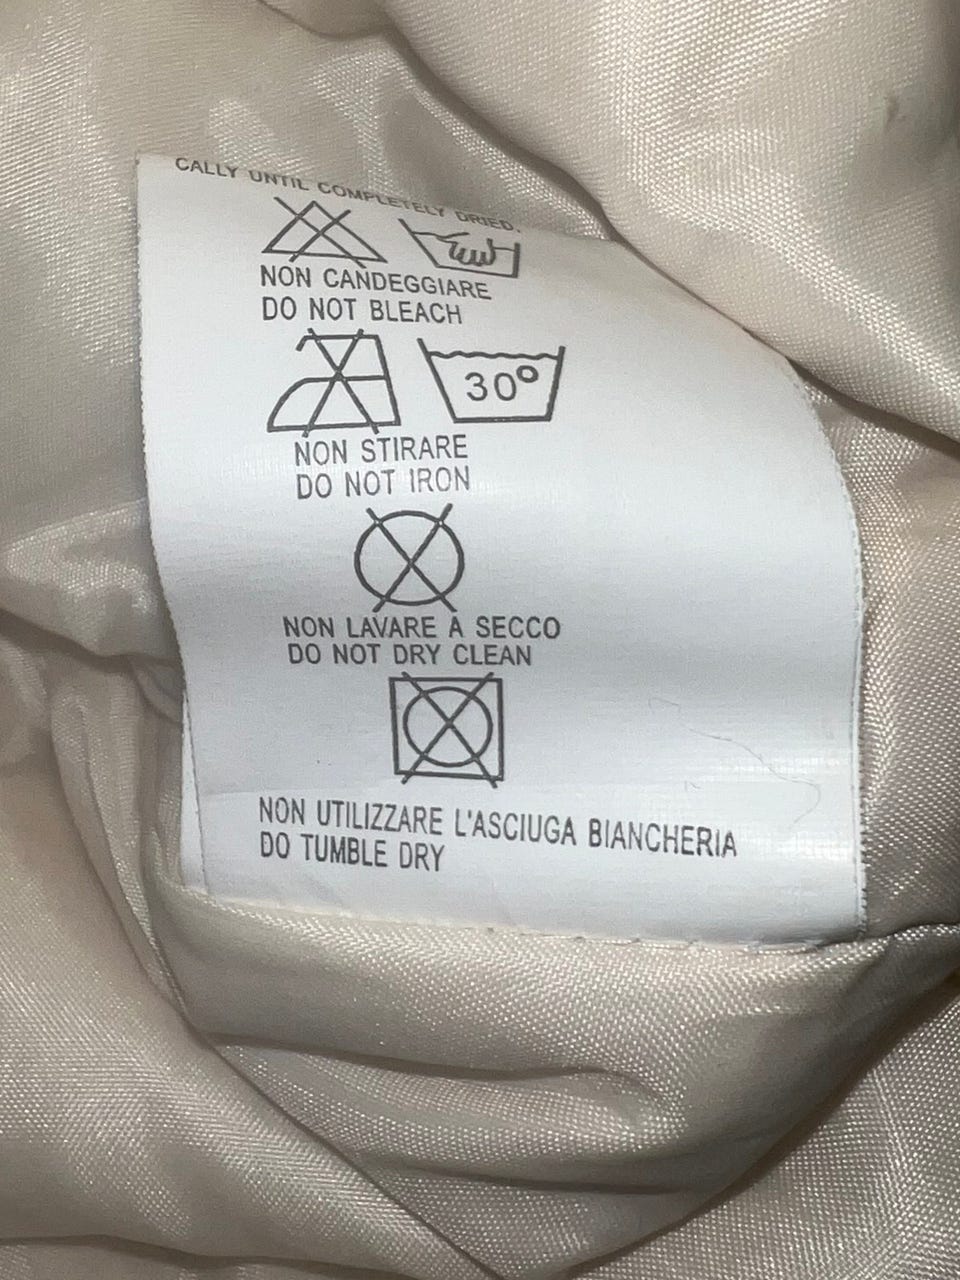 CALLY UNTIL COMPLETELY DRIED.
NON CANDEGGIARE
DO NOT BLEACH
30°
NON STIRARE
DO NOT IRON
NON LAVARE A SECCO
DO NOT DRY CLEAN
NON UTILIZZARE L'ASCIUGA BIANCHERIA
DO TUMBLE DRY